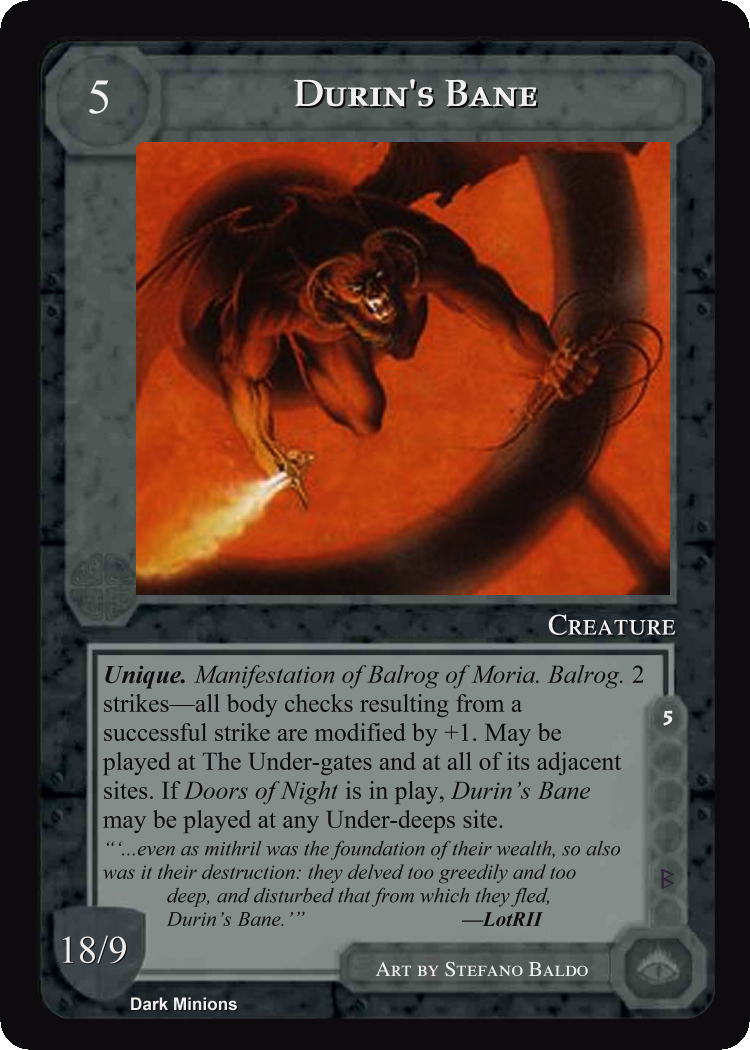 5
DURIN'S BANE
CREATURE
Unique. Manifestation of Balrog of Moria. Balrog. 2
strikes—all body checks resulting from a
successful strike are modified by +1. May be
played at The Under-gates and at all of its adjacent
sites. If Doors of Night is in play, Durin's Bane
may be played at any Under-deeps site.
5
"'...even as mithril was the foundation of their wealth, so also
was it their destruction: they delved too greedily and too
deep, and disturbed that from which they fled,
Durin's Bane.'" —LotRII
B
18/9
ART BY STEFANO BALDO
Dark Minions